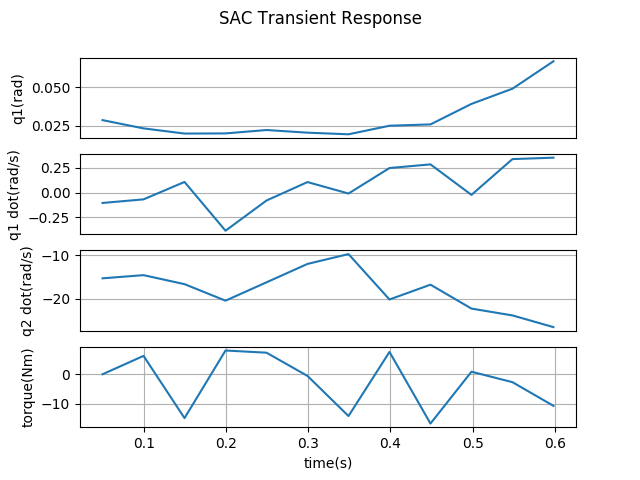 SAC Transient Response
q1(rad)
0.050
0.025
q1 dot(rad/s)
0.25
0.00
−0.25
q2 dot(rad/s)
−10
−20
torque(Nm)
0
−10
0.1 0.2 0.3 0.4 0.5 0.6
time(s)